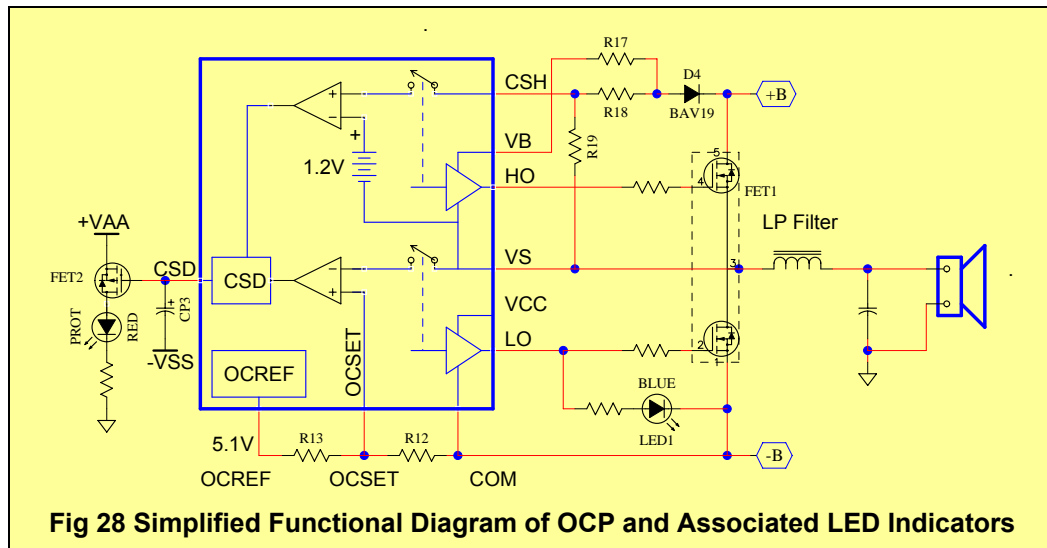 R17
CSH
R18
D4
BAV19
+B
R19
VB
+
1.2V
HO
5
4
FET1
LP Filter
+VAA
FET2
CSD
CSD
VS
3
CP3
+
PROT
RED
-VSS
OCSET
VCC
LO
2
1
OCREF
BLUE
LED1
5.1V
R13
R12
OCREF
OCSET
COM
-B
+
-
-
+
Fig 28 Simplified Functional Diagram of OCP and Associated LED Indicators